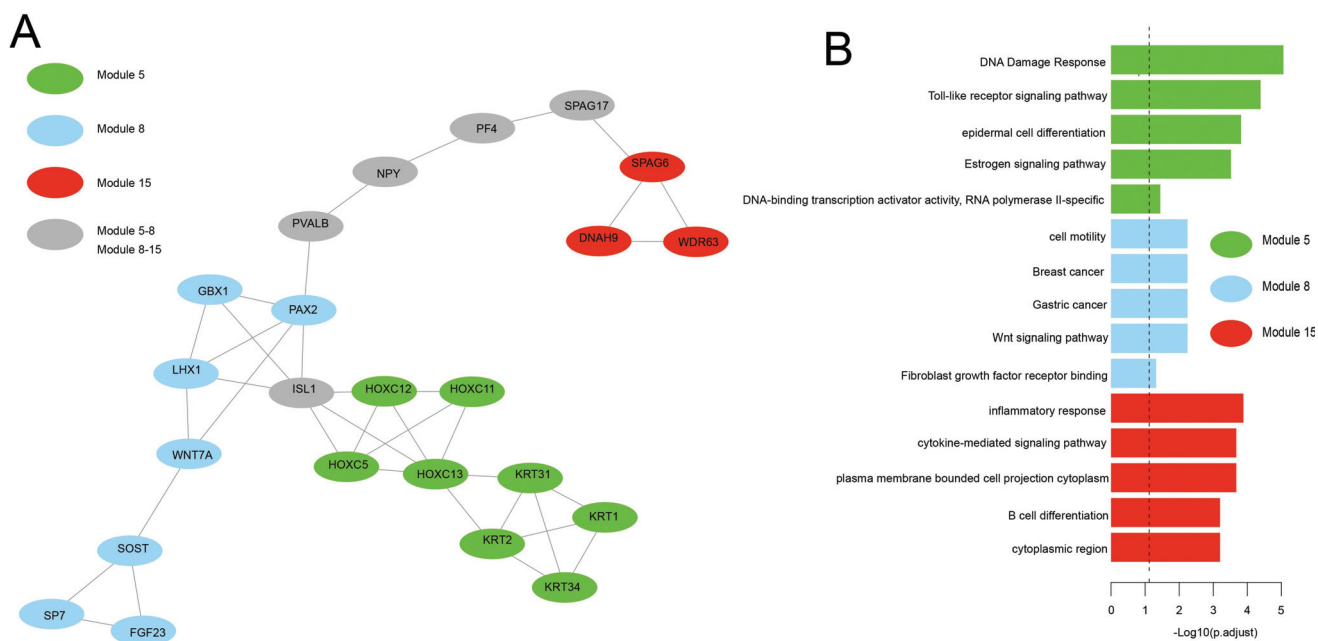 A
Module 5
Module 8
Module 15
Module 5-8
Module 8-15
SPAG17
PF4
NPY
SPAG6
PVALB
DNAH9
WDR63
GBX1
PAX2
LHX1
ISL1
HOXC12
HOXC11
WNT7A
HOXC5
HOXC13
KRT31
KRT1
KRT2
SOST
KRT34
SP7
FGF23
B
DNA Damage Response
Toll-like receptor signaling pathway
epidermal cell differentiation
Estrogen signaling pathway
DNA-binding transcription activator activity, RNA polymerase II-specific
cell motility
Breast cancer
Gastric cancer
Wnt signaling pathway
Fibroblast growth factor receptor binding
inflammatory response
cytokine-mediated signaling pathway
plasma membrane bounded cell projection cytoplasm
B cell differentiation
cytoplasmic region
Module 5
Module 8
Module 15
0 1 2 3 4 5
-Log10(p.adjust)